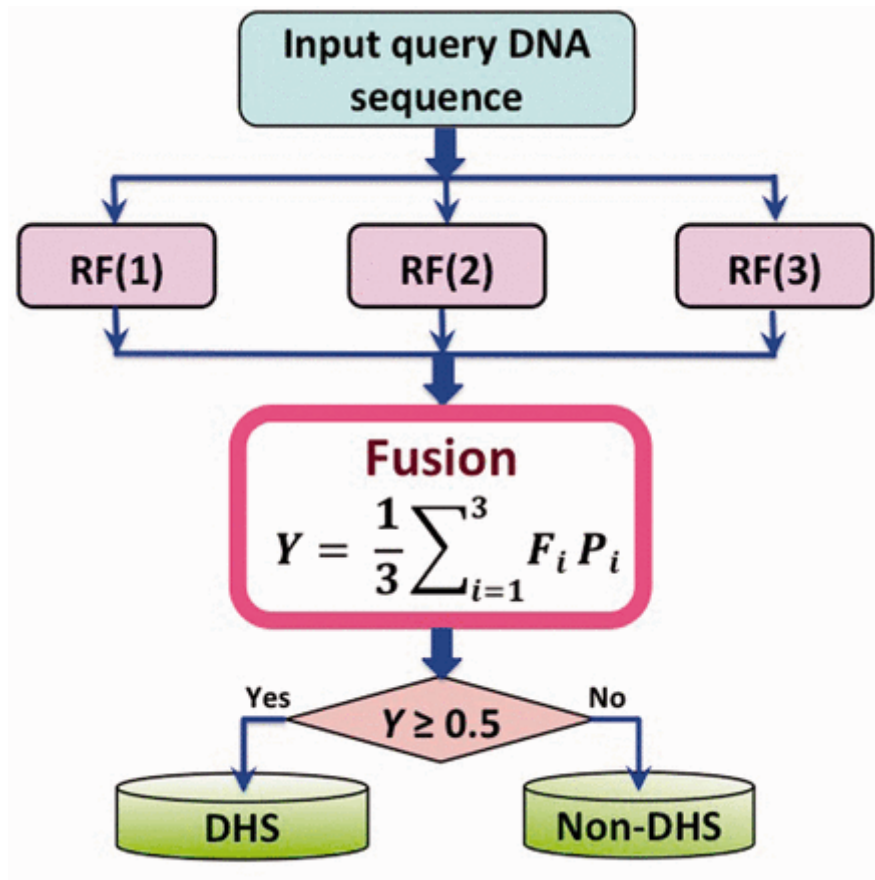 Input query DNA
sequence
RF(1)
RF(2)
RF(3)
Fusion
Y = 1/3 ∑_{i=1}^{3} F_i P_i
Yes
No
Y ≥ 0.5
DHS
Non-DHS